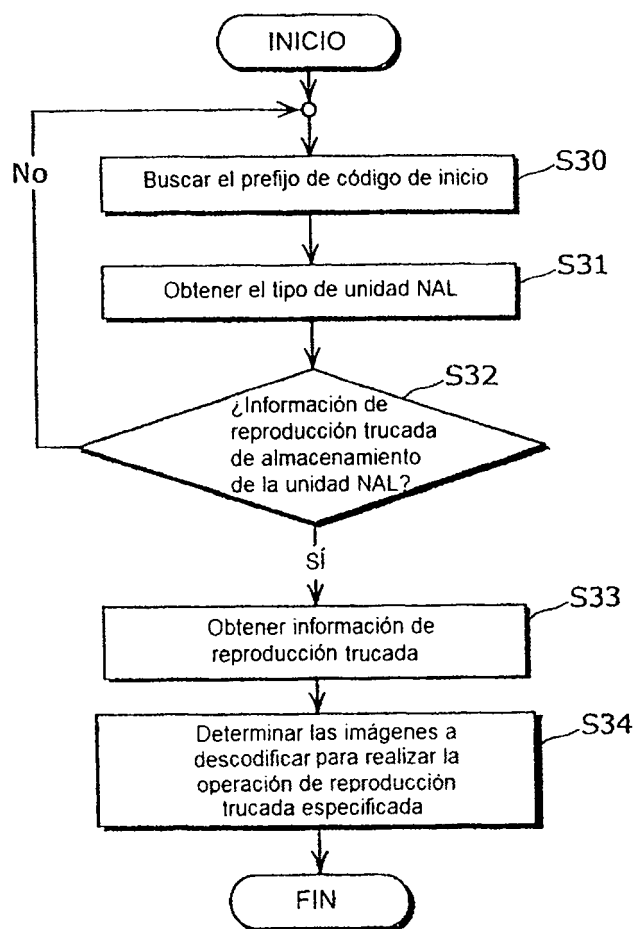 INICIO
No
Buscar el prefijo de código de inicio
S30
Obtener el tipo de unidad NAL
S31
S32
¿Información de
reproducción trucada
de almacenamiento
de la unidad NAL?
SÍ
S33
Obtener información de
reproducción trucada
S34
Determinar las imágenes a
descodificar para realizar la
operación de reproducción
trucada especificada
FIN